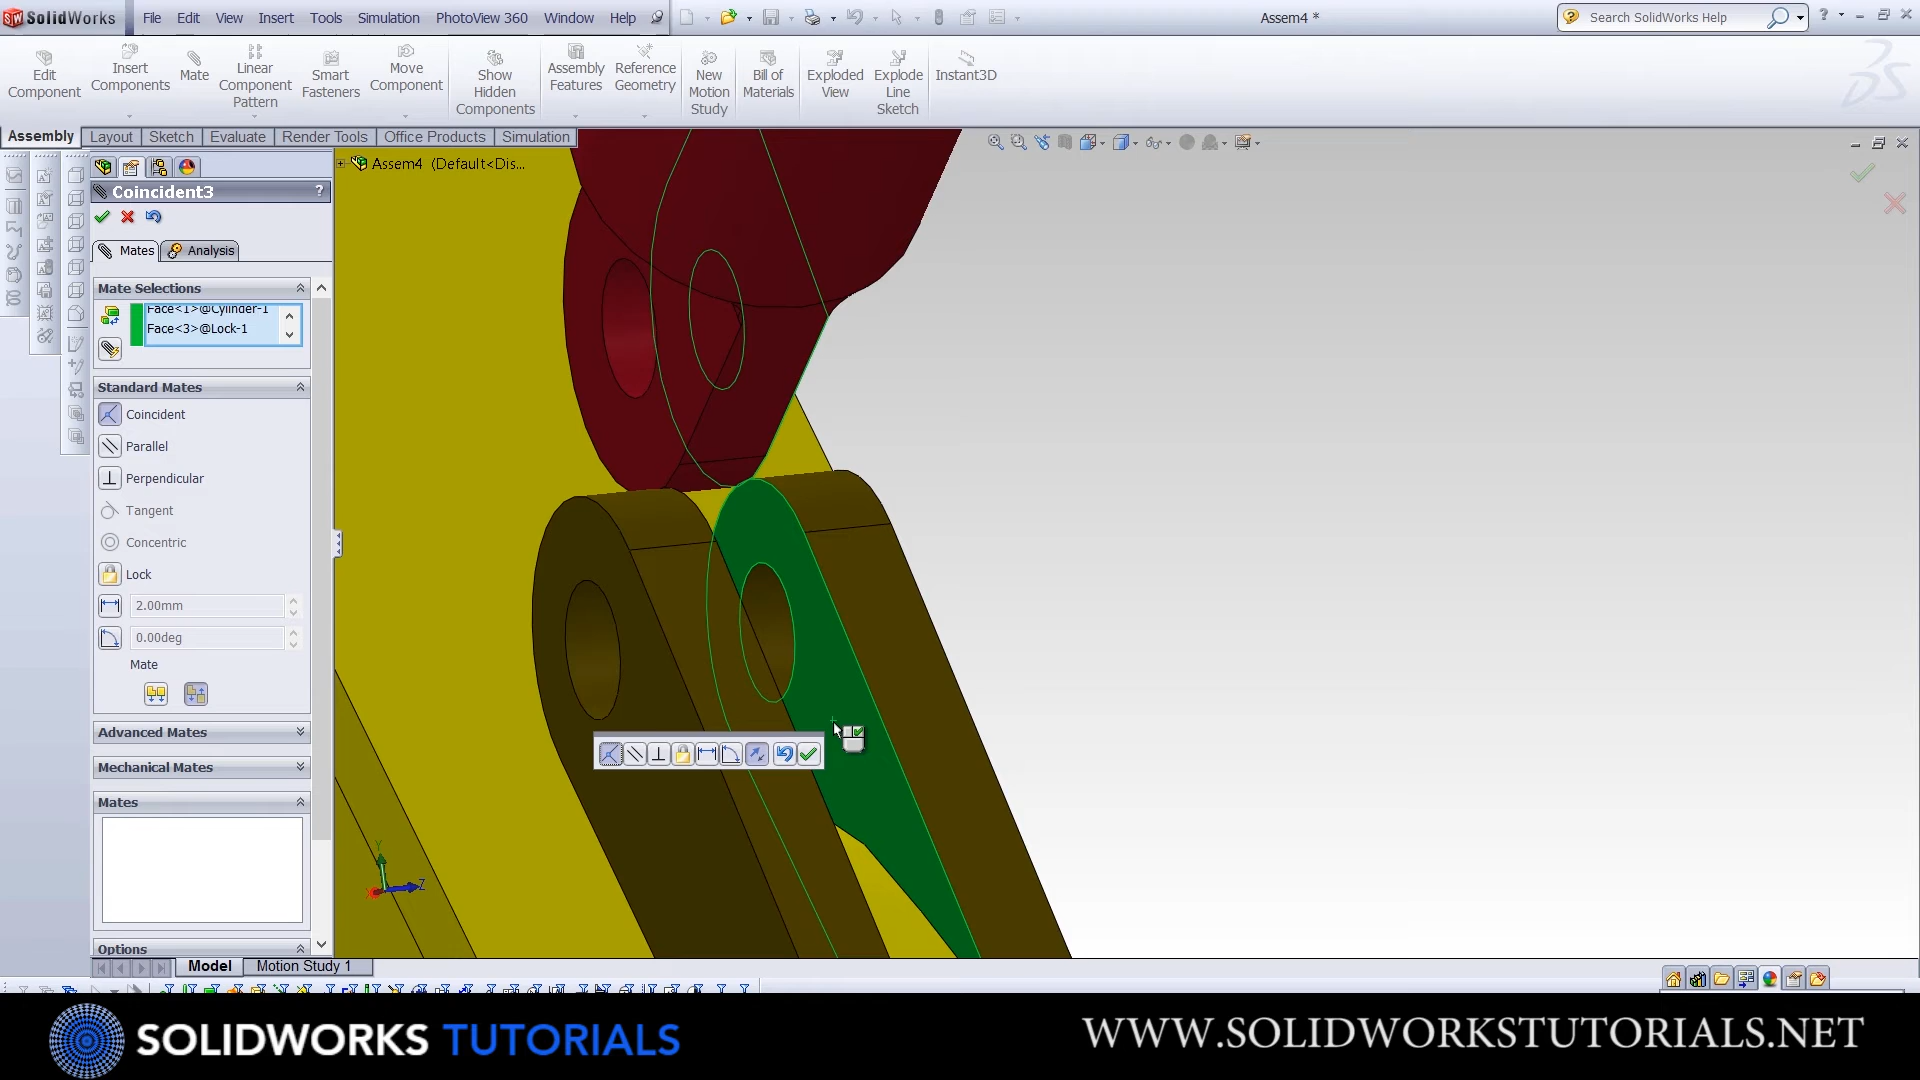 SolidWorks File Edit View Insert Tools Simulation PhotoView 360 Window Help Assem4 * Search SolidWorks Help ?
Edit Component
Insert Components
Mate
Linear Component Pattern
Smart Fasteners
Move Component
Show Hidden Components
Assembly Features
Reference Geometry
New Motion Study
Bill of Materials
Exploded View
Explode Line Sketch
Instant3D
Assembly Layout Sketch Evaluate Render Tools Office Products Simulation
Assem4 (Default<Dis...
Coincident3 ?
Mates Analysis
Mate Selections
Face<1>@Cylinder-1
Face<3>@Lock-1
Standard Mates
Coincident
Parallel
Perpendicular
Tangent
Concentric
Lock
2.00mm
0.00deg
Mate
Advanced Mates
Mechanical Mates
Mates
Options
Y
X
Z
Model Motion Study 1
SOLIDWORKS TUTORIALS
WWW.SOLIDWORKSTUTORIALS.NET